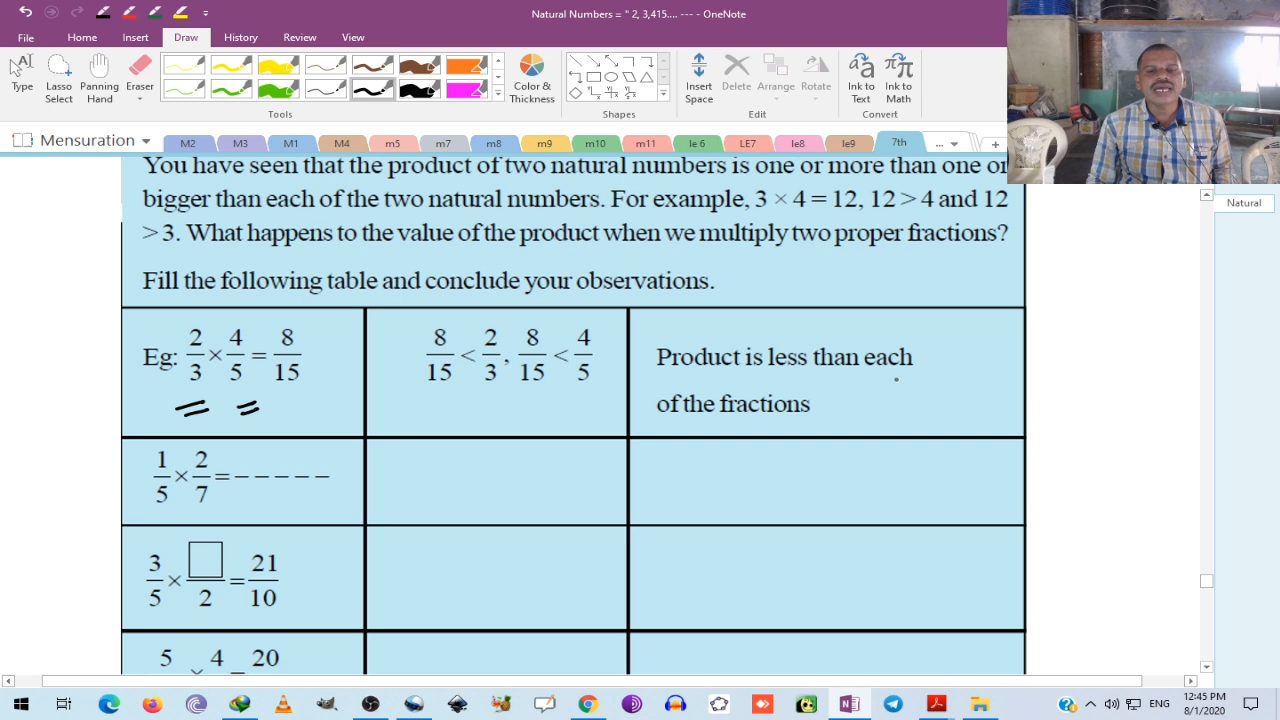 Natural Numbers = " 2, 3,415.... --- - OneNote
File Home Insert Draw History Review View
Type Lasso Select Panning Hand Eraser Color & Thickness Insert Space Delete Arrange Rotate Ink to Text Ink to Math
Tools Shapes Edit Convert
Mensuration M2 M3 M1 M4 m5 m7 m8 m9 m10 m11 le 6 LE7 le8 le9 7th ...
Natural
You have seen that the product of two natural numbers is one or more than one or
bigger than each of the two natural numbers. For example, 3 × 4 = 12, 12 > 4 and 12
> 3. What happens to the value of the product when we multiply two proper fractions?
Fill the following table and conclude your observations.
Eg: 2/3 × 4/5 = 8/15 8/15 < 2/3, 8/15 < 4/5 Product is less than each
of the fractions
1/5 × 2/7 = – – – – –
3/5 × □/2 = 21/10
5 × 4 = 20
ENG 12:45 PM
8/1/2020